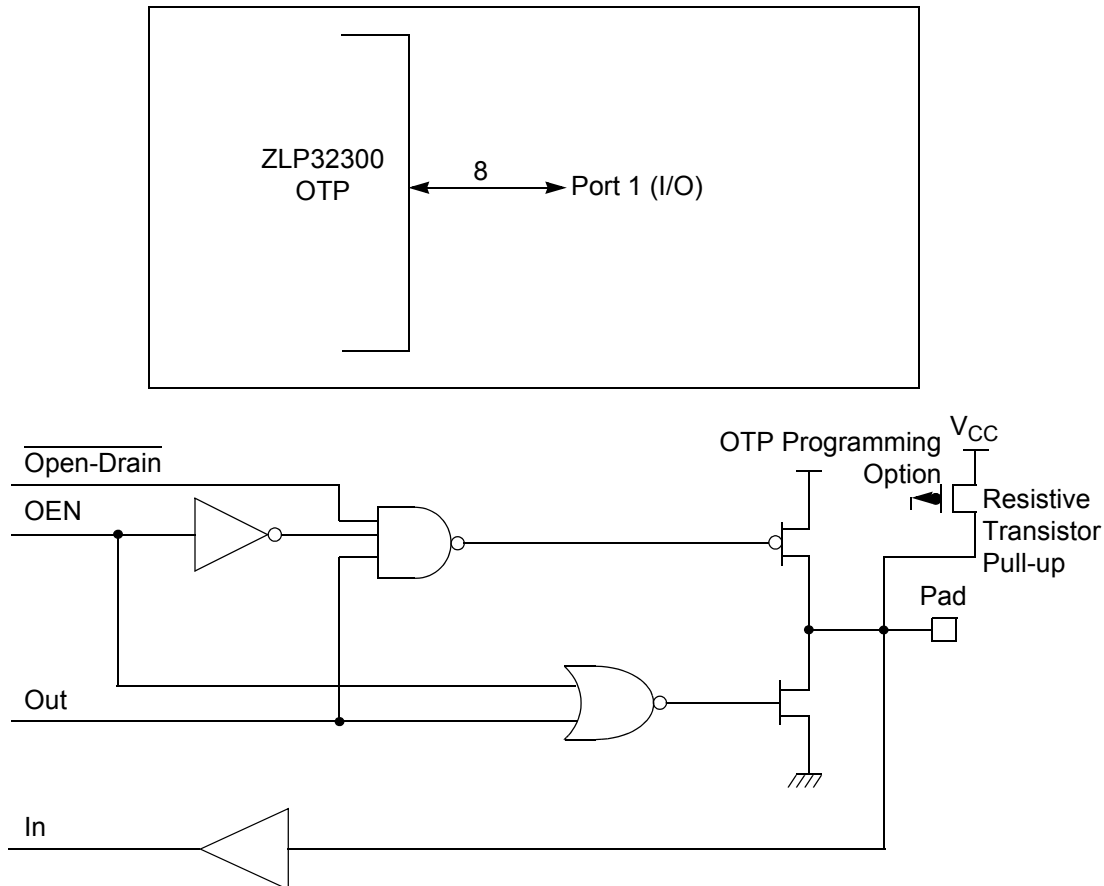 ZLP32300
OTP
8
Port 1 (I/O)
Open-Drain
OEN
Out
In
OTP Programming
Option
VCC
Resistive
Transistor
Pull-up
Pad